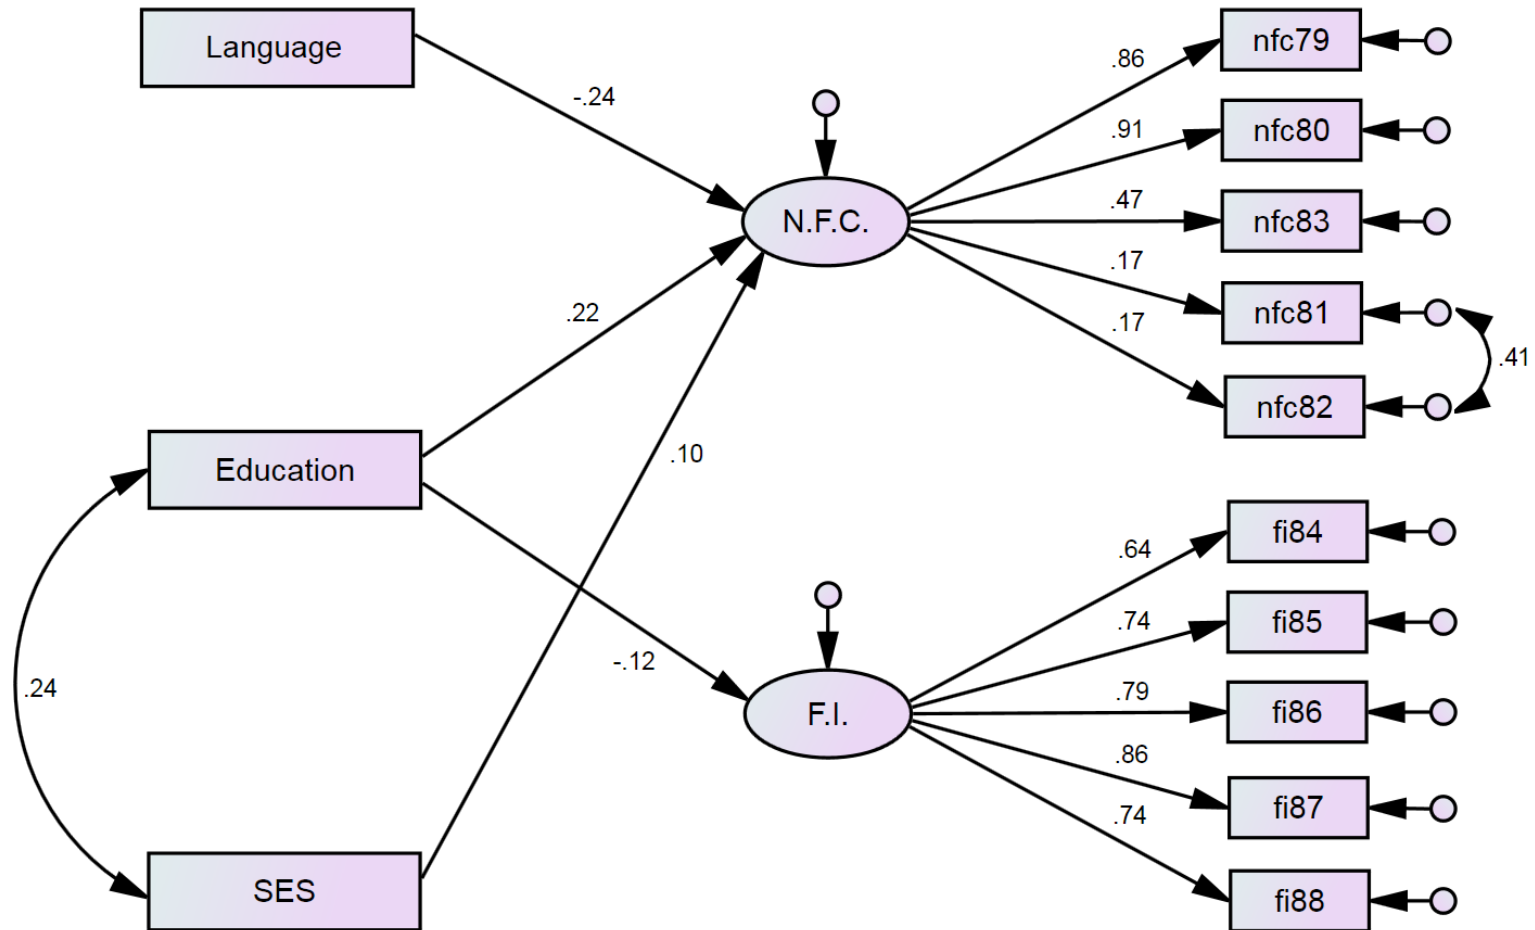 Language
-.24
.86
nfc79
.91
nfc80
N.F.C.
.47
nfc83
.17
nfc81
.17
nfc82
.41
.22
.10
Education
.24
-.12
SES
F.I.
.64
fi84
.74
fi85
.79
fi86
.86
fi87
.74
fi88